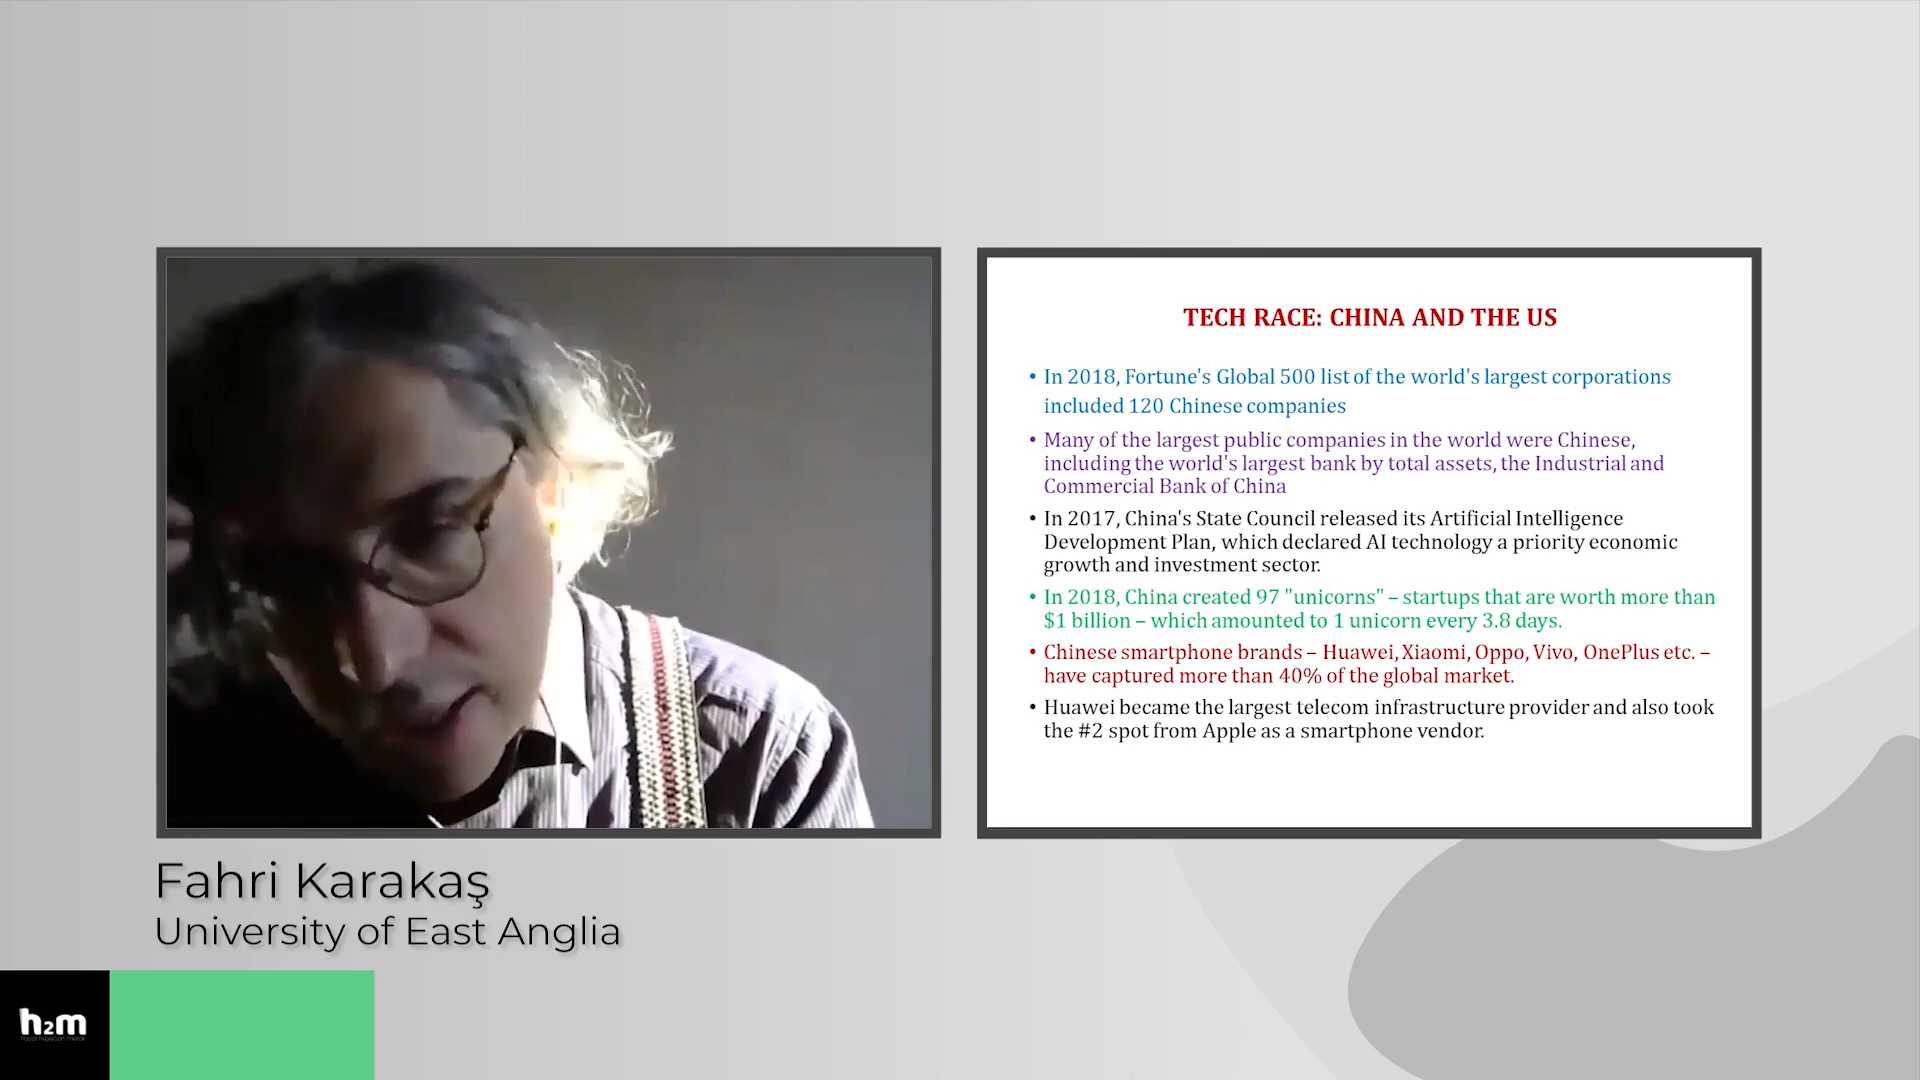 TECH RACE: CHINA AND THE US
• In 2018, Fortune's Global 500 list of the world's largest corporations
included 120 Chinese companies
• Many of the largest public companies in the world were Chinese,
including the world's largest bank by total assets, the Industrial and
Commercial Bank of China
• In 2017, China's State Council released its Artificial Intelligence
Development Plan, which declared AI technology a priority economic
growth and investment sector.
• In 2018, China created 97 "unicorns" – startups that are worth more than
$1 billion – which amounted to 1 unicorn every 3.8 days.
• Chinese smartphone brands – Huawei, Xiaomi, Oppo, Vivo, OnePlus etc. –
have captured more than 40% of the global market.
• Huawei became the largest telecom infrastructure provider and also took
the #2 spot from Apple as a smartphone vendor.
Fahri Karakaş
University of East Anglia
h2m
hayal heyecan merak